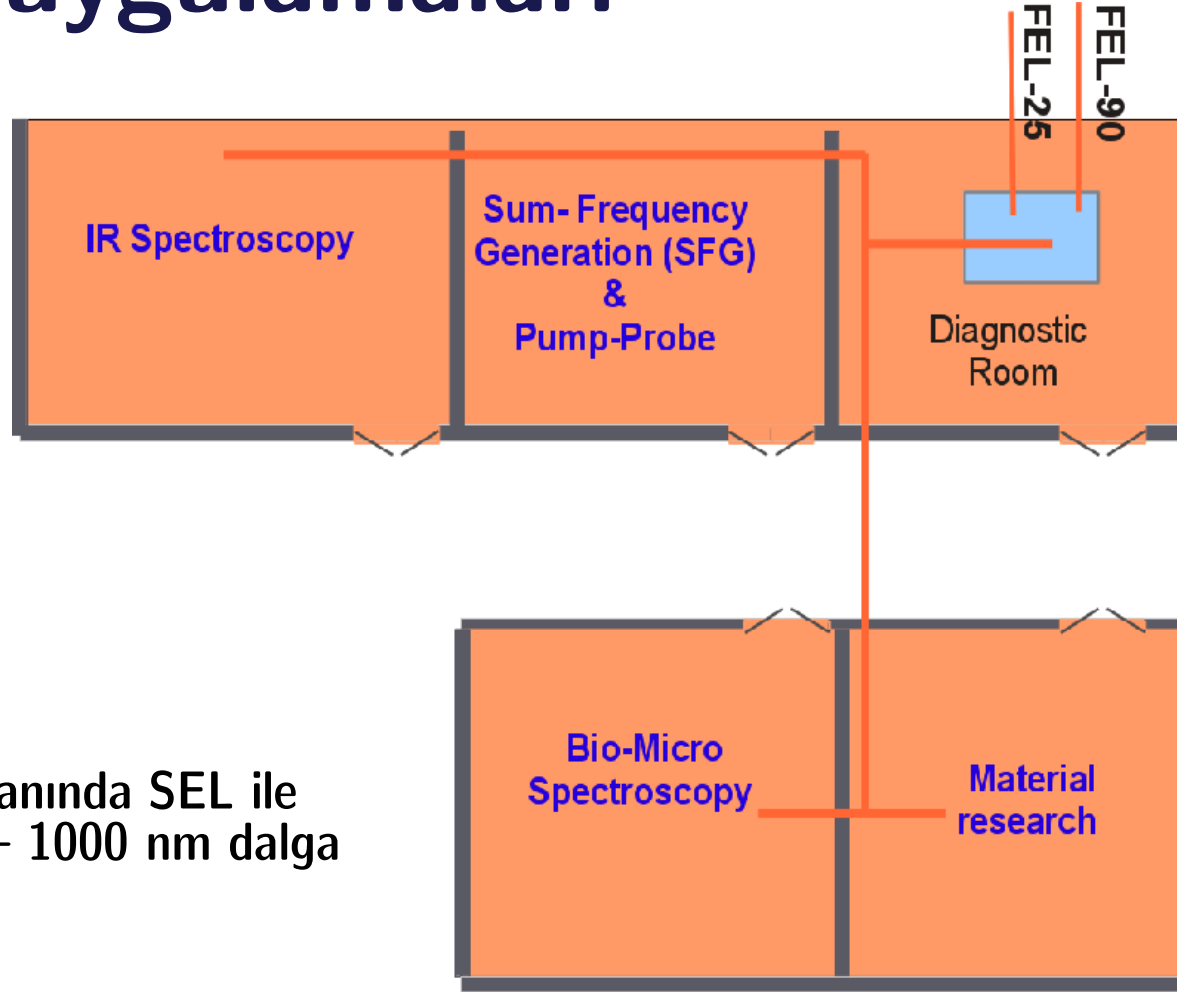 FEL-25
FEL-90
IR Spectroscopy
Sum- Frequency
Generation (SFG)
&
Pump-Probe
Diagnostic
Room
Bio-Micro
Spectroscopy
Material
research
anında SEL ile
- 1000 nm dalga